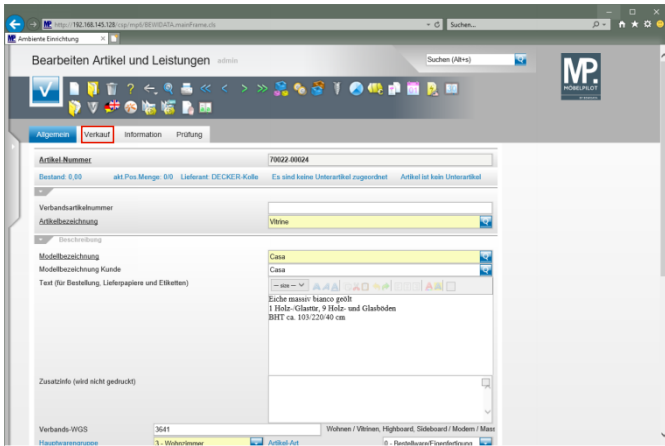 http://192.168.145.128/csp/mpft/BEWIDATA.mainFrame.cls
Suchen...
Ambiente Einrichtung
Bearbeiten Artikel und Leistungen admin
Suchen (Alt+s)
MP.
MÖBELPILOT
Allgemein Verkauf Information Prüfung
Artikel-Nummer 70022-00024
Bestand: 0,00 akt.Pos.Menge: 0/0 Lieferant: DECKER-Kolle Es sind keine Unterartikel zugeordnet Artikel ist kein Unterartikel
Verbandsartikelnummer
Artikelbezeichnung Vitrine
Beschreibung
Modellbezeichnung Casa
Modellbezeichnung Kunde Casa
Text (für Bestellung, Lieferpapiere und Etiketten) -- size --
Eiche massiv bianco geölt
1 Holz-/Glastür, 9 Holz- und Glasböden
BHT ca. 103/220/40 cm
Zusatzinfo (wird nicht gedruckt)
Verbands-WGS 3641 Wohnen / Vitrinen, Highboard, Sideboard / Modern / Mass
Hauptwarengruppe 3 - Wohnzimmer Artikel-Art 0 - Bestellware/Eigenfertigung